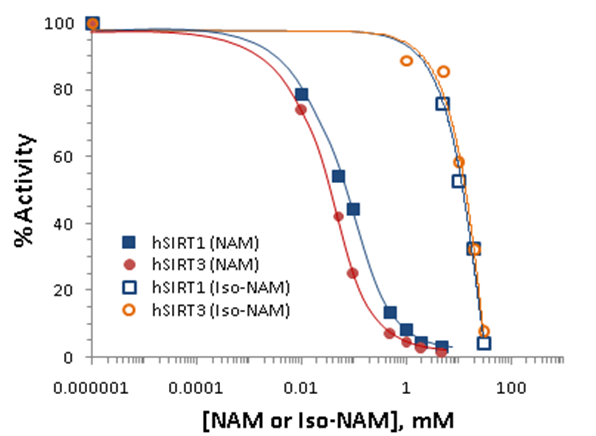 100
80
60
40
20
0
% Activity
hSIRT1 (NAM)
hSIRT3 (NAM)
hSIRT1 (Iso-NAM)
hSIRT3 (Iso-NAM)
0.000001 0.0001 0.01 1 100
[NAM or Iso-NAM], mM